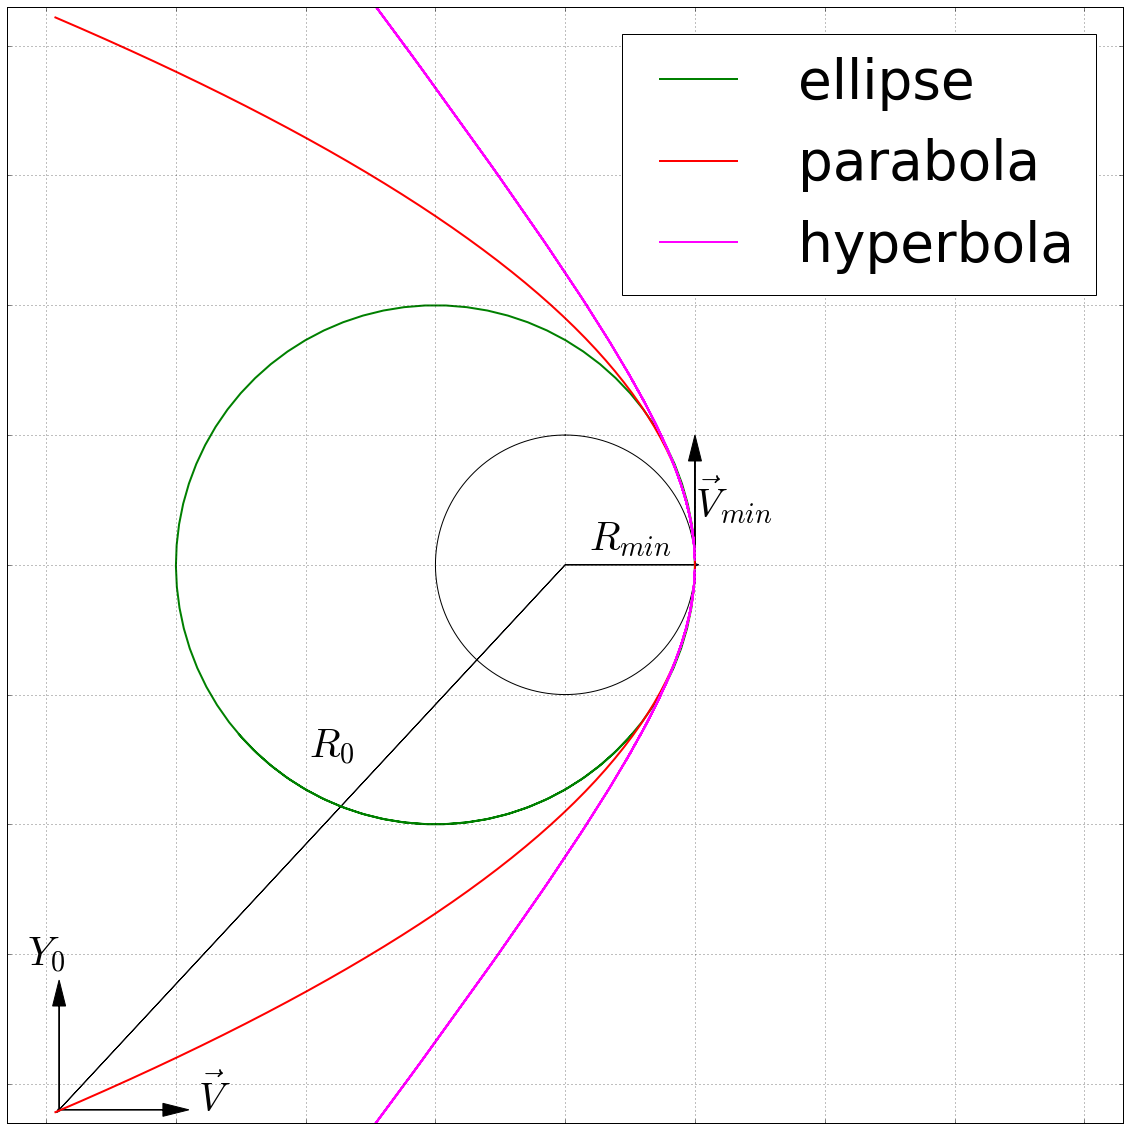 ellipse
parabola
hyperbola
V⃗min
Rmin
R0
Y0
V⃗